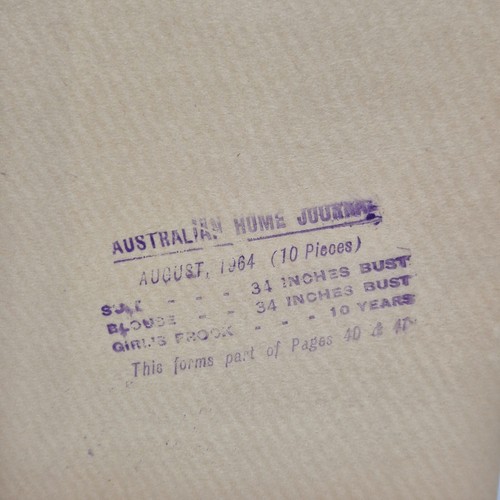 AUSTRALIAN HOME JOURNAL
AUGUST, 1964 (10 Pieces)
SUIT - - - 34 INCHES BUST
BLOUSE - - 34 INCHES BUST
GIRL'S FROCK - - - 10 YEARS
This forms part of Pages 40 & 41